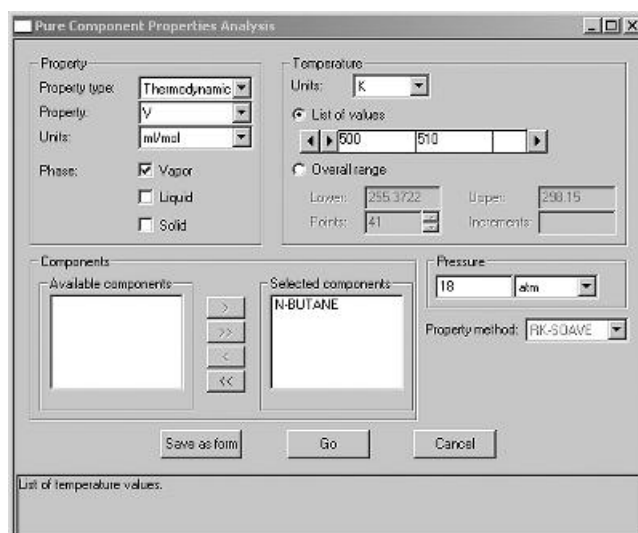 Pure Component Properties Analysis
Property
Property type: Thermodynamic
Property: V
Units: ml/mol
Phase: Vapor
Liquid
Solid
Temperature
Units: K
List of values
500 510
Overall range
Lower: 255.3722 Upper: 298.15
Points: 41 Increments:
Components
Available components
Selected components
N-BUTANE
>
>>
<
<<
Pressure
18 atm
Property method: RK-SOAVE
Save as form Go Cancel
List of temperature values.